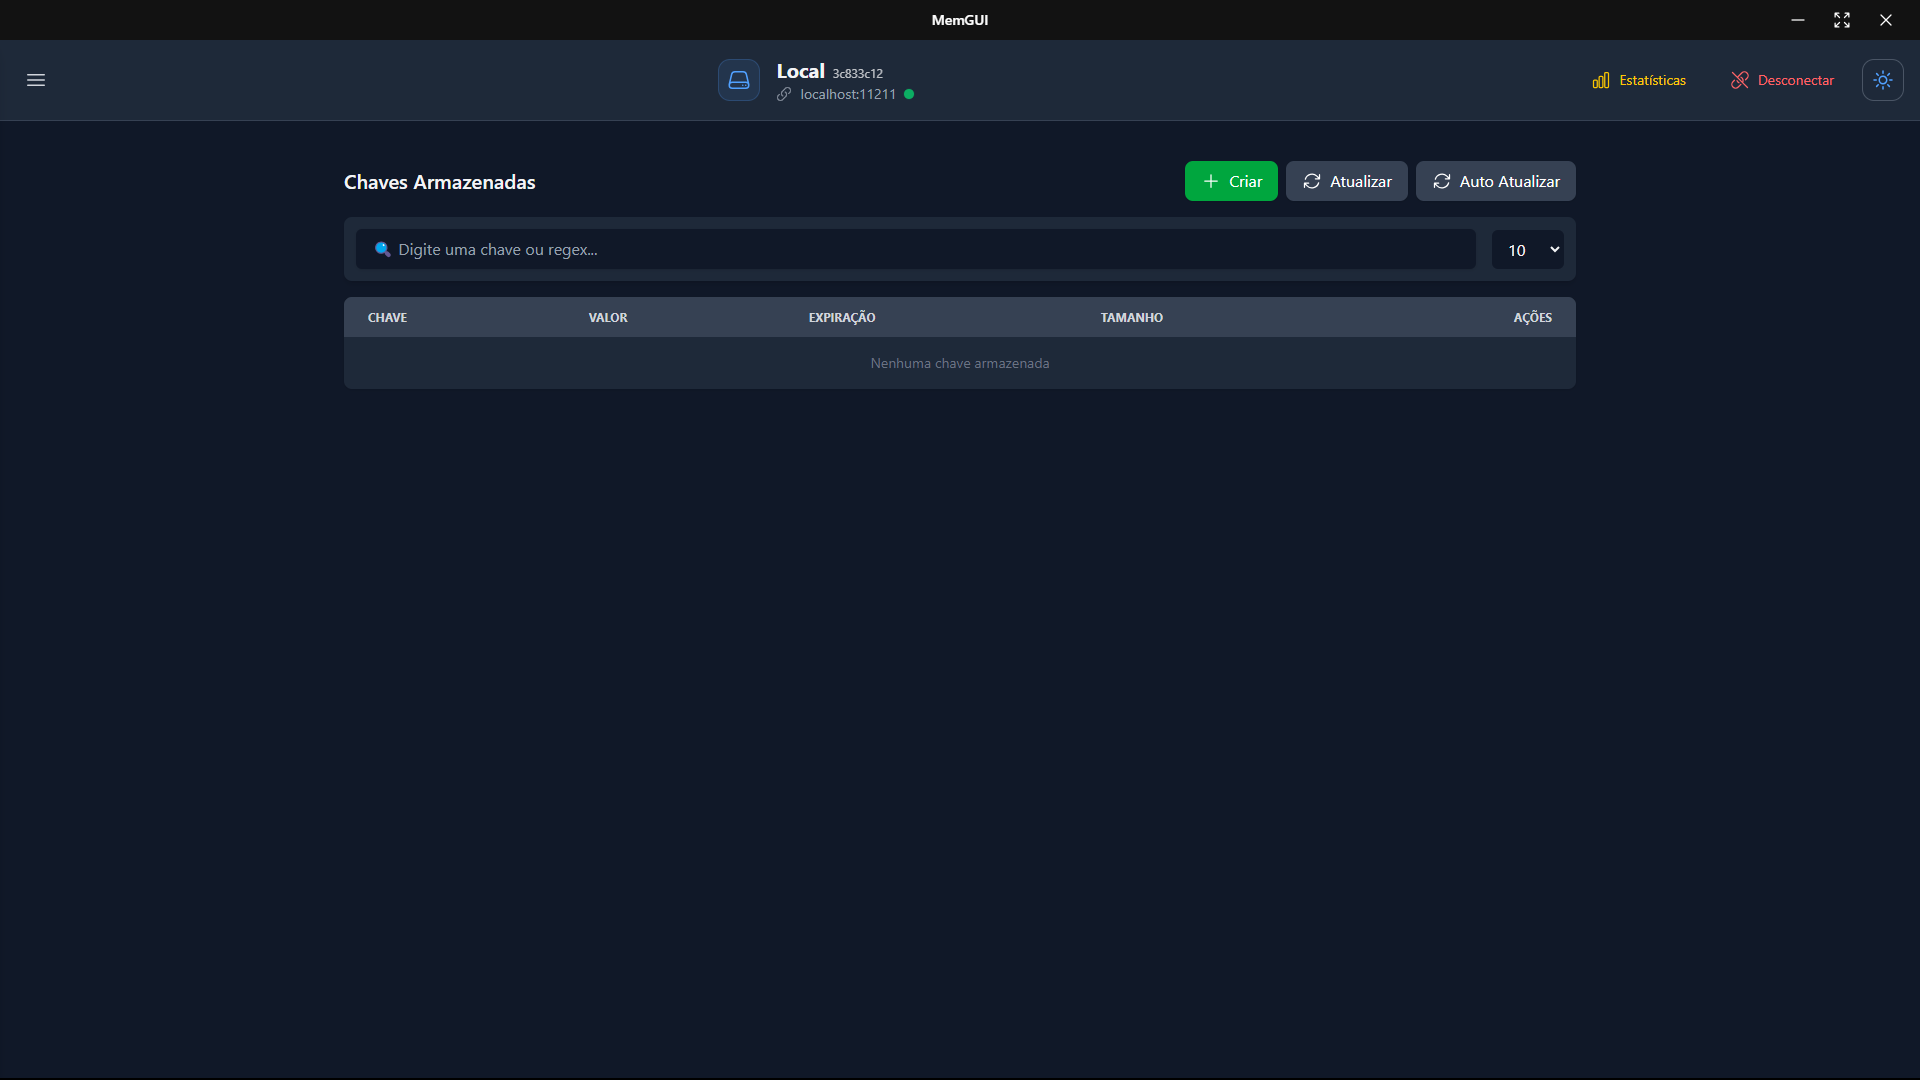 MemGUI
Local 3c833c12
localhost:11211
Estatísticas
Desconectar
Chaves Armazenadas
Criar
Atualizar
Auto Atualizar
Digite uma chave ou regex...
10
CHAVE VALOR EXPIRAÇÃO TAMANHO AÇÕES
Nenhuma chave armazenada